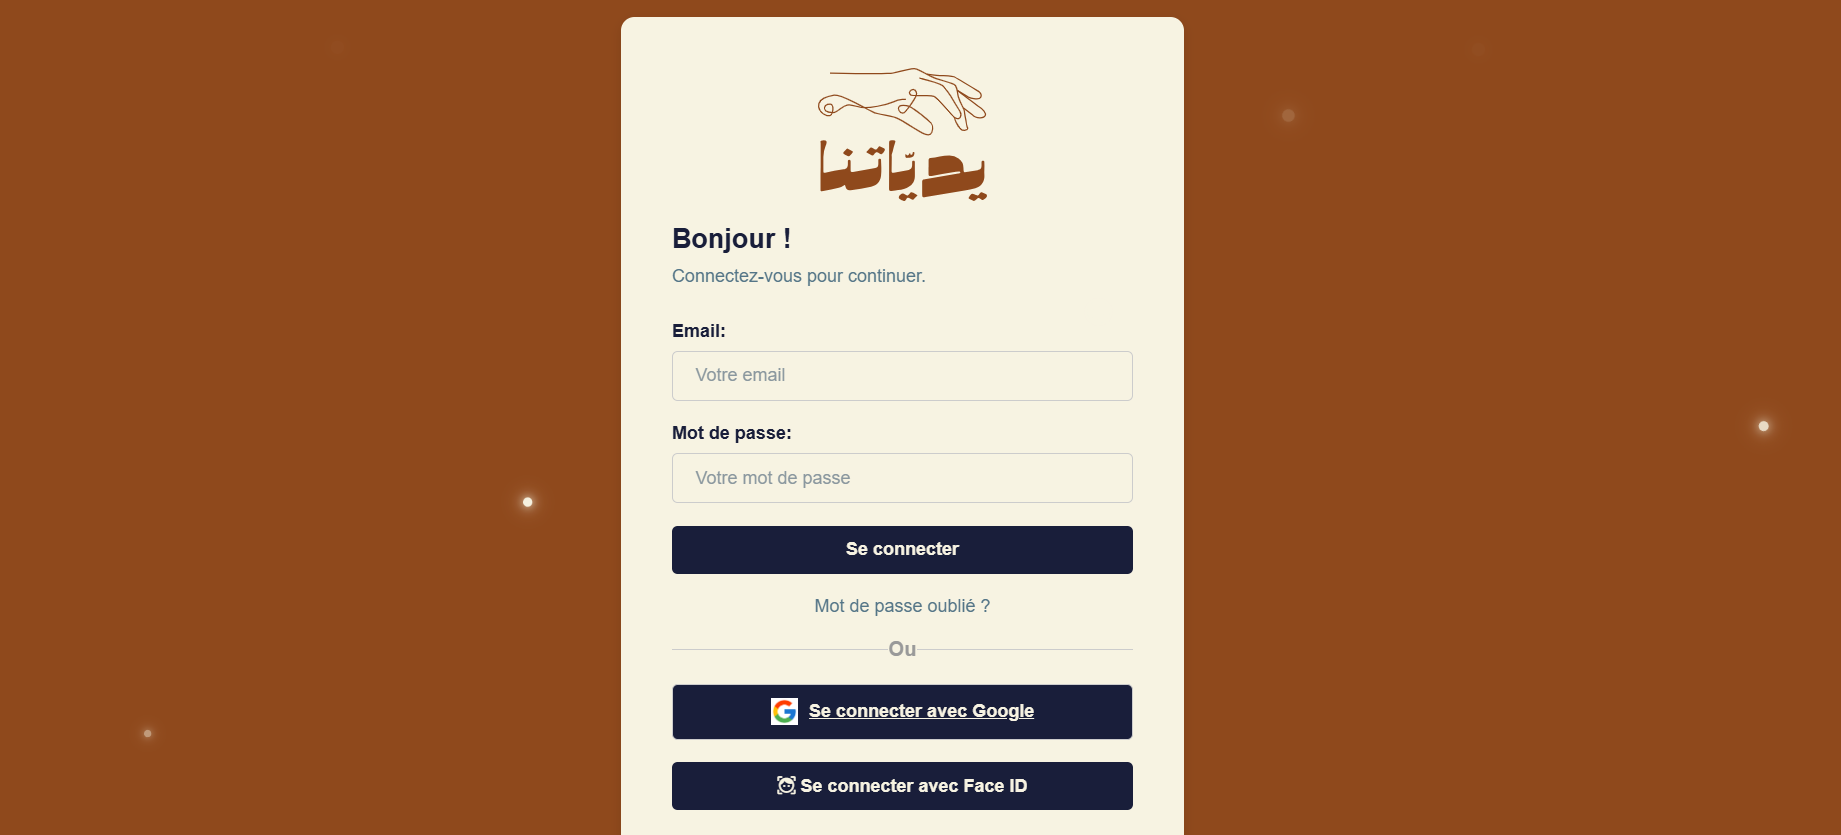 يديّاتنا
Bonjour !
Connectez-vous pour continuer.
Email:
Votre email
Mot de passe:
Votre mot de passe
Se connecter
Mot de passe oublié ?
Ou
Se connecter avec Google
Se connecter avec Face ID